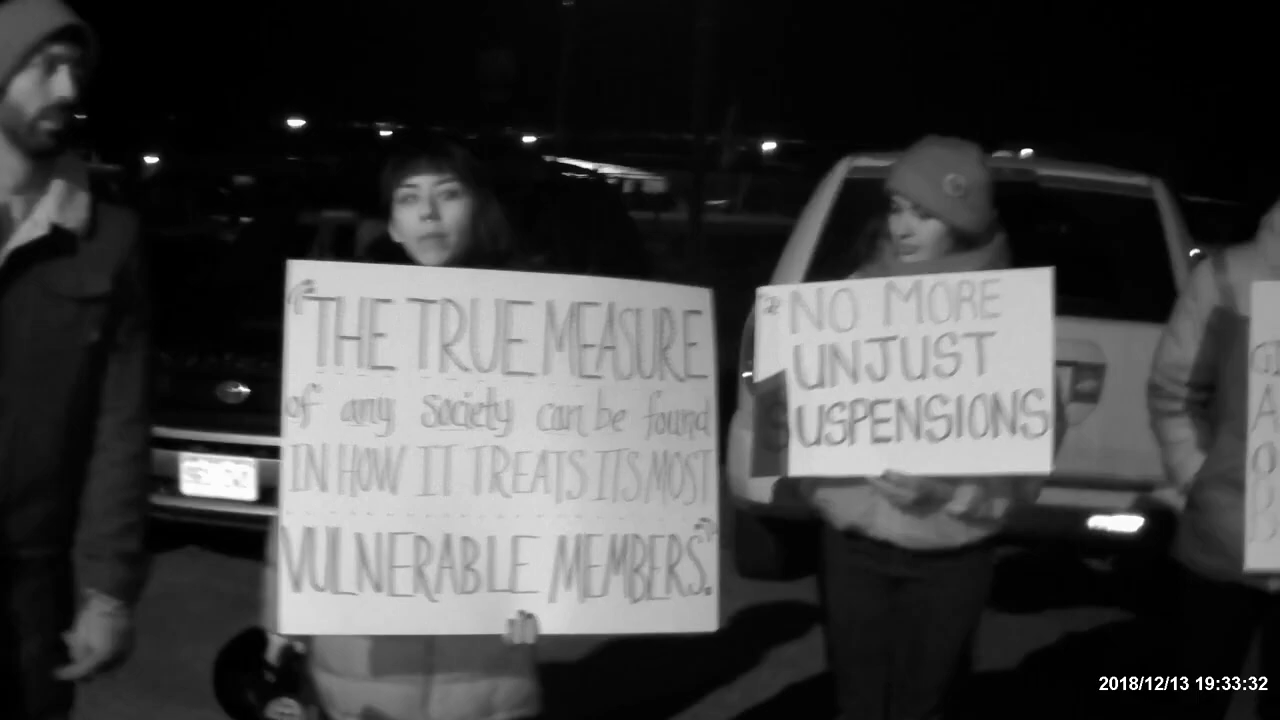 "THE TRUE MEASURE
of any society can be found
IN HOW IT TREATS ITS MOST
VULNERABLE MEMBERS."
NO MORE
UNJUST
SUSPENSIONS
2018/12/13 19:33:32